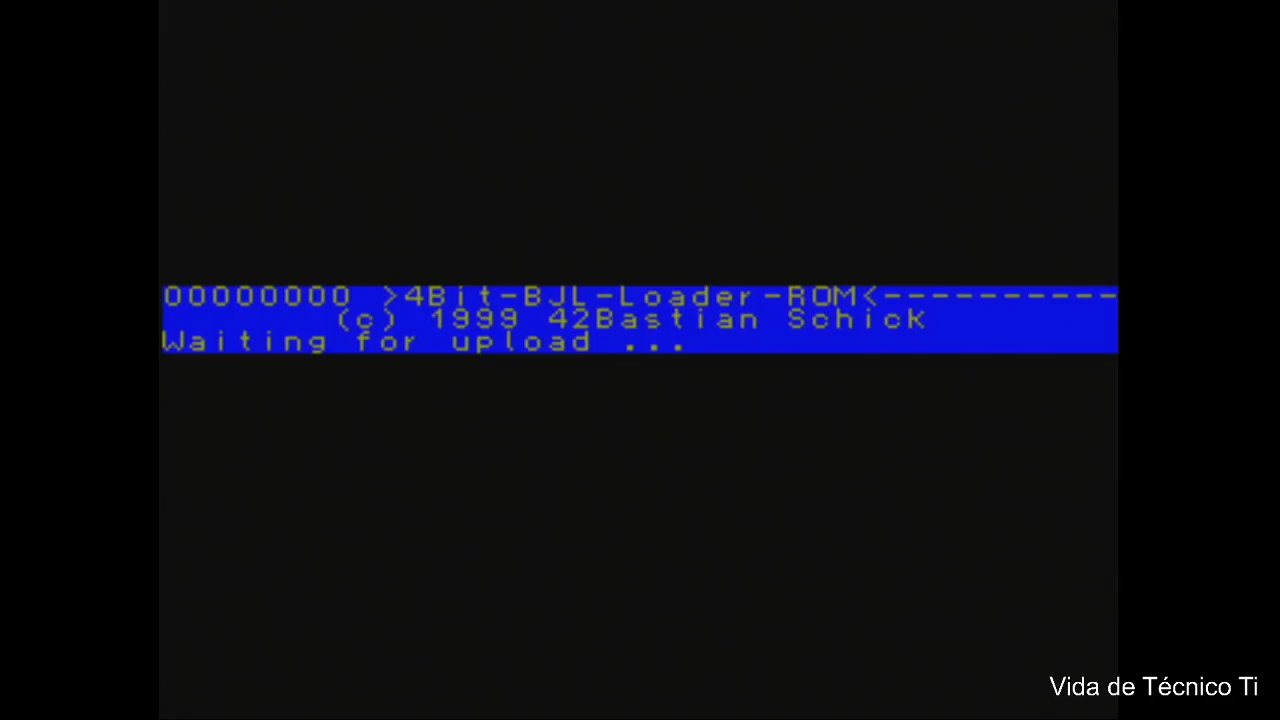 00000000 >4Bit-BJL-Loader-ROM<----------
(c) 1999 42Bastian Schick
Waiting for upload ...
Vida de Técnico Ti